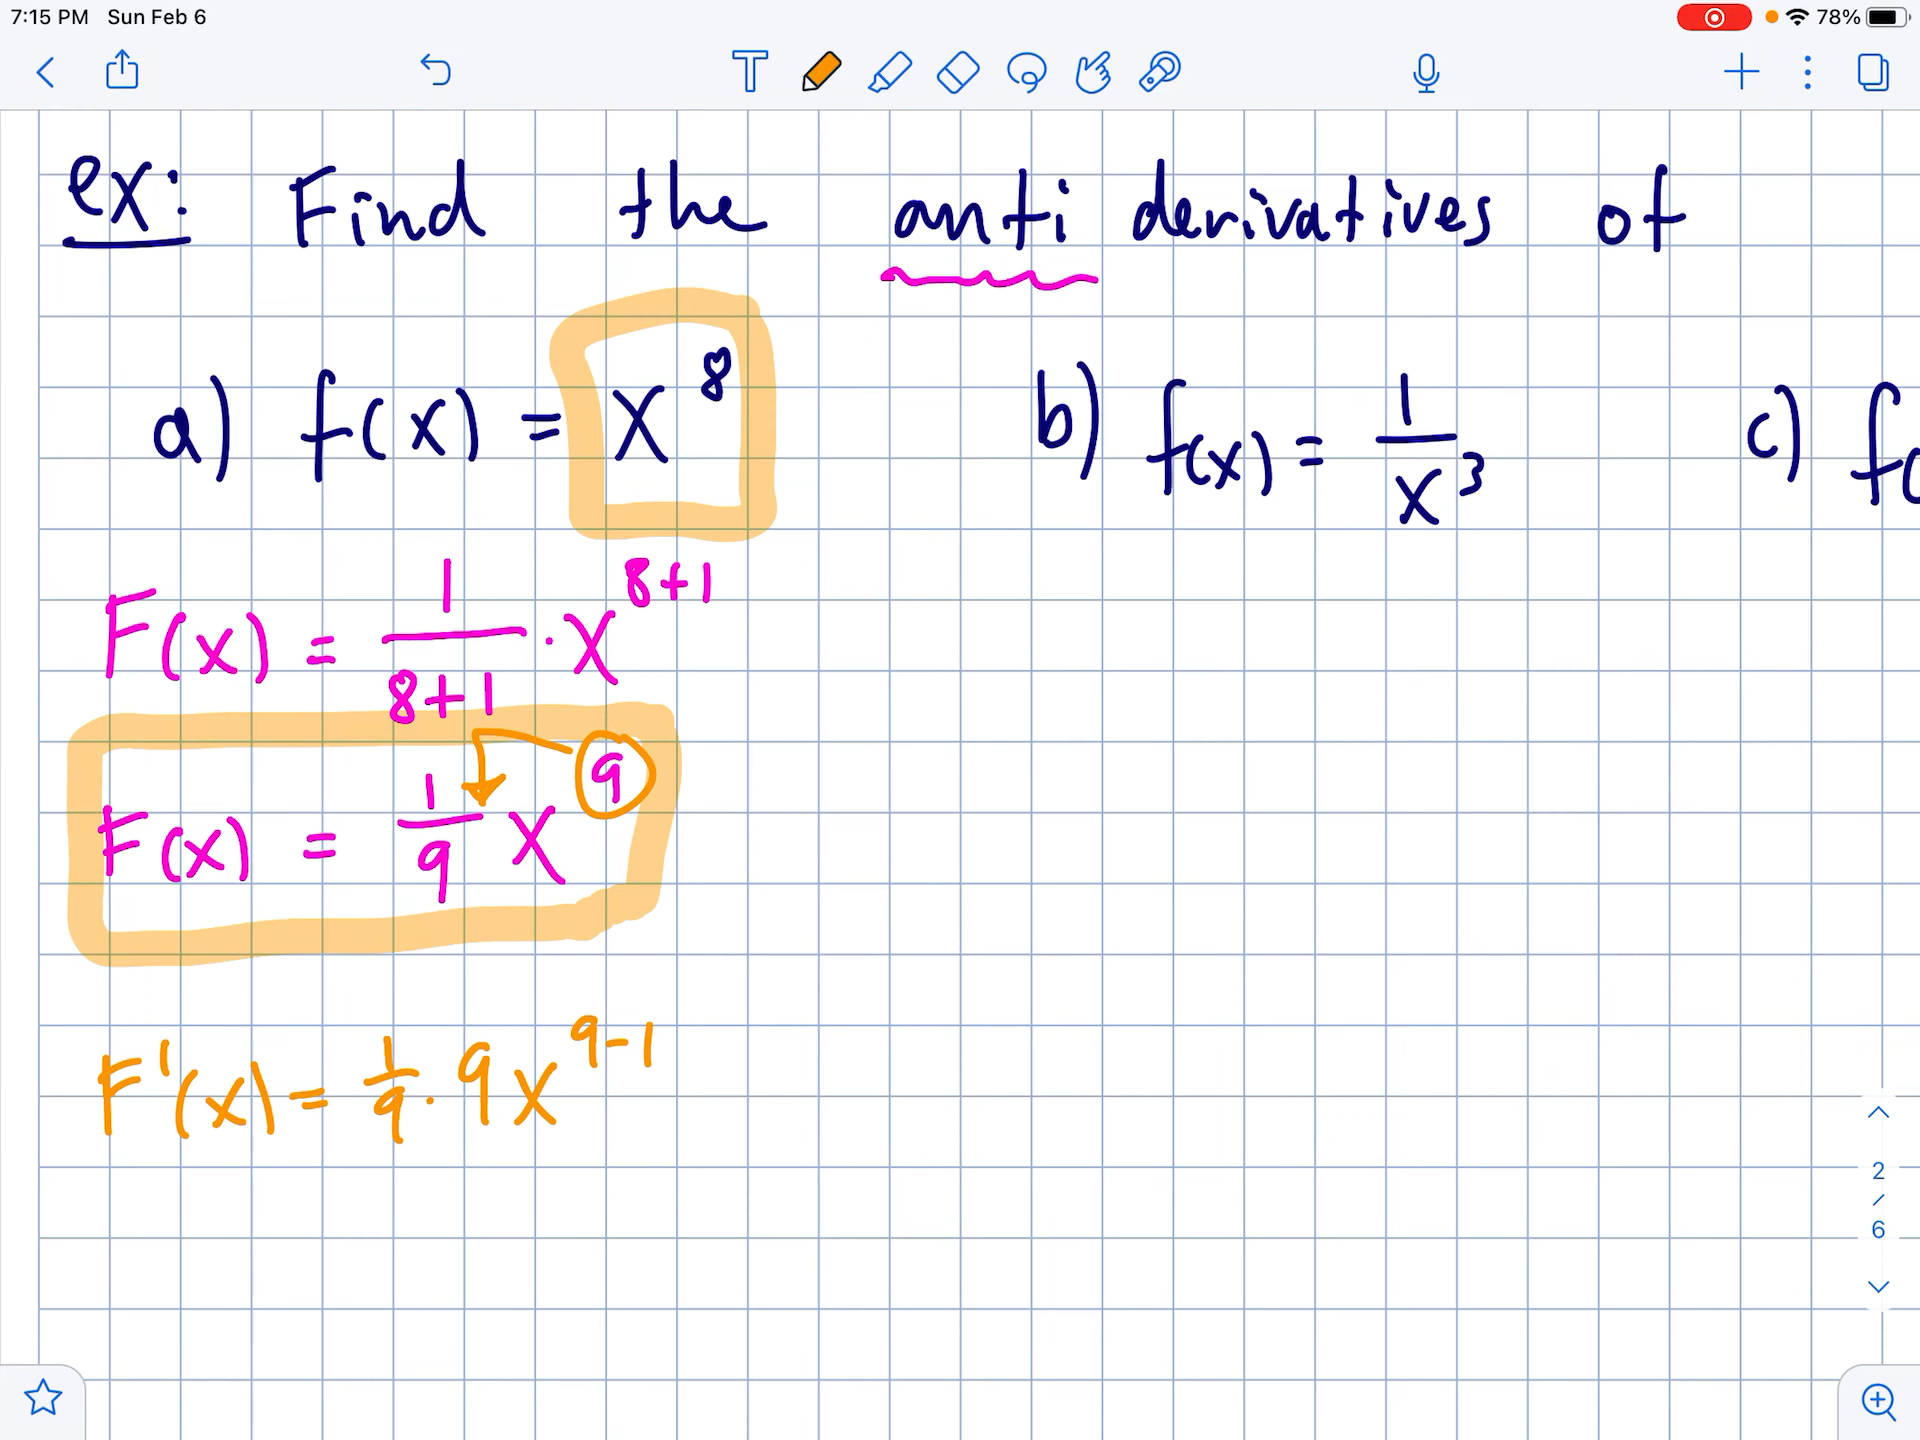 7:15 PM Sun Feb 6
78%
T
ex: Find the anti derivatives of
a) f(x) = x^8 b) f(x) = 1/x^3 c) f(
F(x) = 1/(8+1) · x^(8+1)
F(x) = 1/9 x^9
F'(x) = 1/9 · 9x^(9-1)
2
/
6